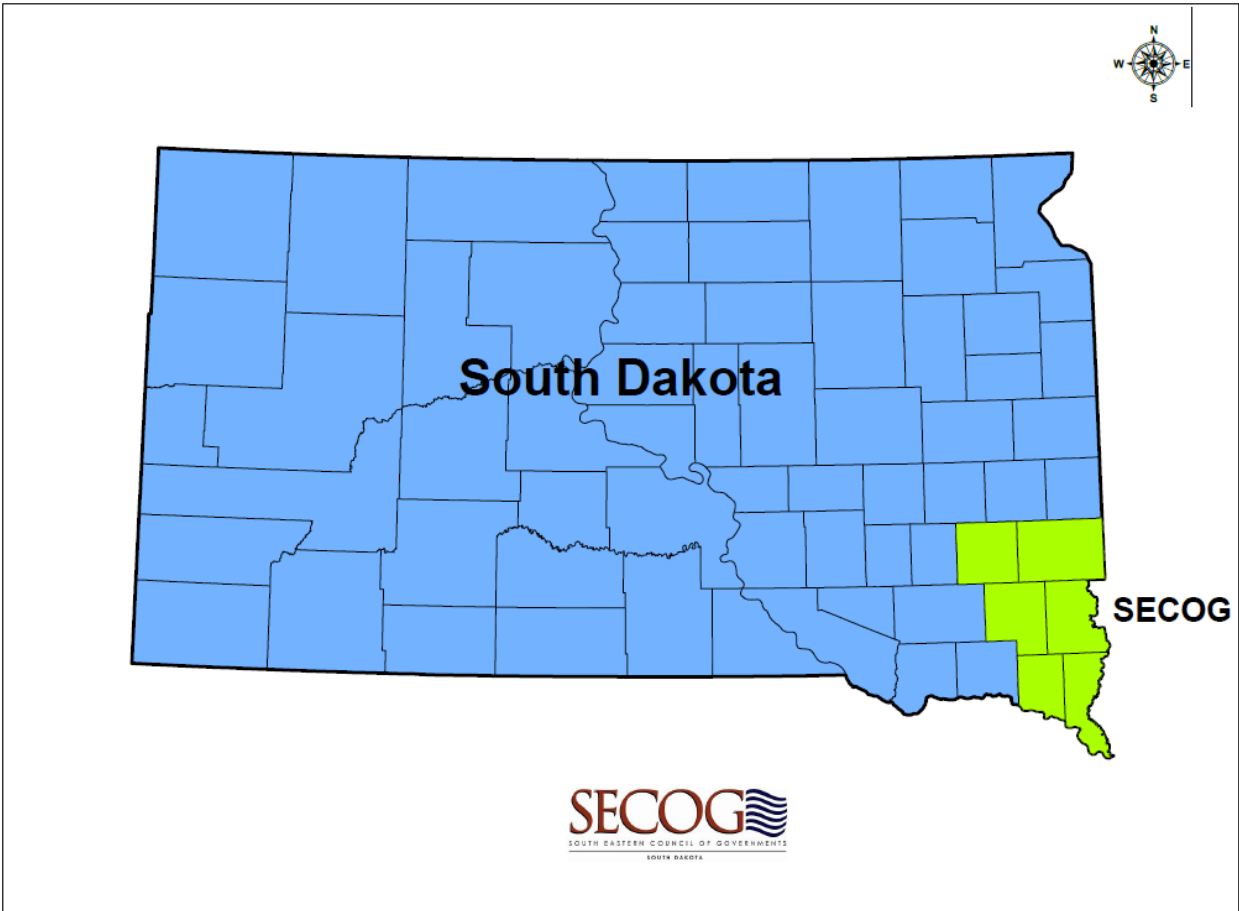 N
W E
S
South Dakota
SECOG
SECOG
SOUTH EASTERN COUNCIL OF GOVERNMENTS
SOUTH DAKOTA